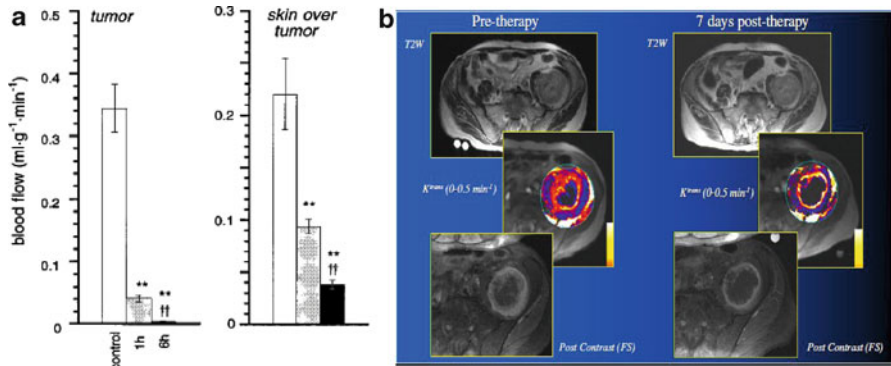 a
tumor
skin over
tumor
blood flow (ml·g⁻¹·min⁻¹)
0.5
0.4
0.3
0.2
0.1
0
**
**
††
control
1h
6h
0.2
0.1
0
**
**
††
b
Pre-therapy
7 days post-therapy
T2W
T2W
Kᵗʳᵃⁿˢ (0-0.5 min⁻¹)
Kᵗʳᵃⁿˢ (0-0.5 min⁻¹)
Post Contrast (FS)
Post Contrast (FS)